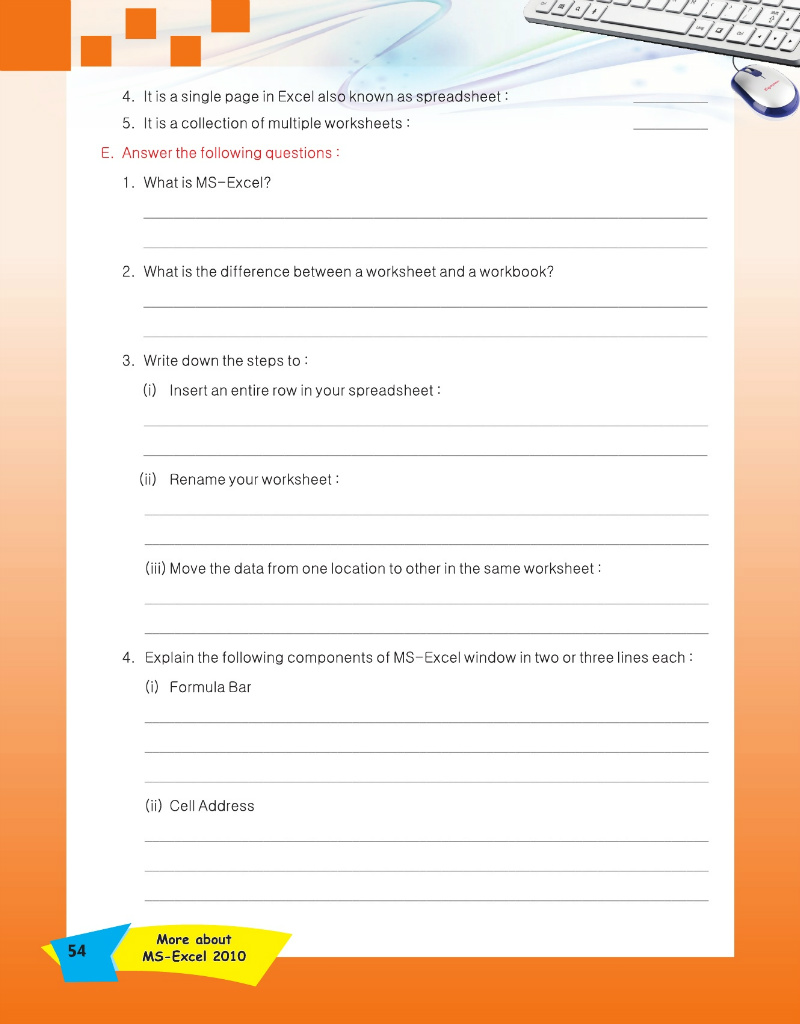 4. It is a single page in Excel also known as spreadsheet : __________
5. It is a collection of multiple worksheets : __________
E. Answer the following questions :
1. What is MS-Excel?
2. What is the difference between a worksheet and a workbook?
3. Write down the steps to :
(i) Insert an entire row in your spreadsheet :
(ii) Rename your worksheet :
(iii) Move the data from one location to other in the same worksheet :
4. Explain the following components of MS-Excel window in two or three lines each :
(i) Formula Bar
(ii) Cell Address
54
More about
MS-Excel 2010